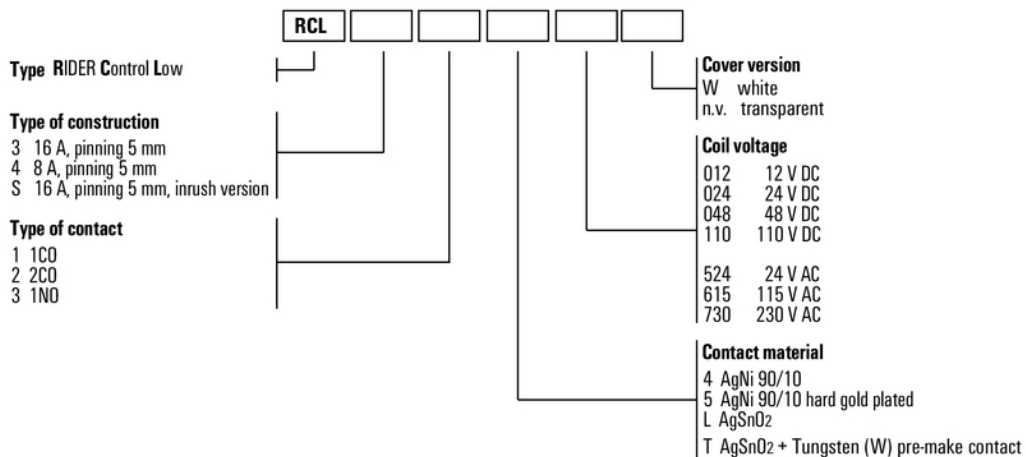 RCL
Type RIDER Control Low
Type of construction
3 16 A, pinning 5 mm
4 8 A, pinning 5 mm
S 16 A, pinning 5 mm, inrush version
Type of contact
1 1CO
2 2CO
3 1NO
Cover version
W white
n.v. transparent
Coil voltage
012 12 V DC
024 24 V DC
048 48 V DC
110 110 V DC
524 24 V AC
615 115 V AC
730 230 V AC
Contact material
4 AgNi 90/10
5 AgNi 90/10 hard gold plated
L AgSnO2
T AgSnO2 + Tungsten (W) pre-make contact